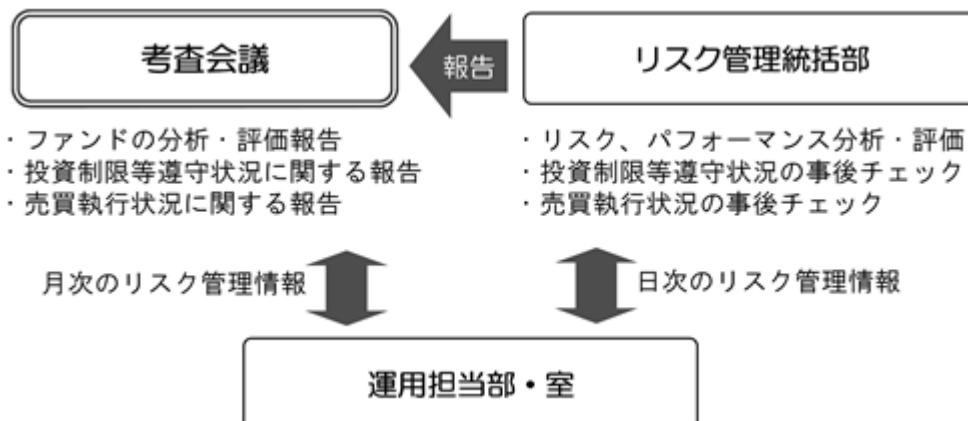 考査会議
報告
リスク管理統括部
・ファンドの分析・評価報告
・投資制限等遵守状況に関する報告
・売買執行状況に関する報告
・リスク、パフォーマンス分析・評価
・投資制限等遵守状況の事後チェック
・売買執行状況の事後チェック
月次のリスク管理情報
日次のリスク管理情報
運用担当部・室